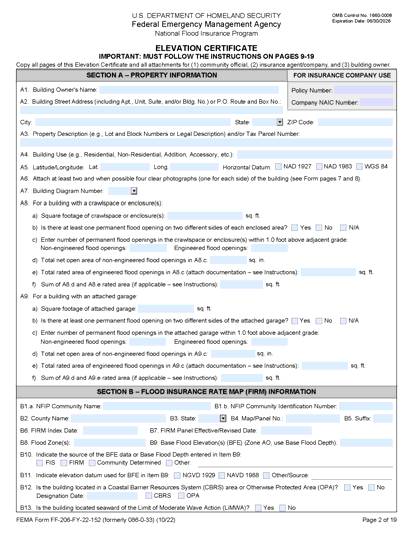 U.S. DEPARTMENT OF HOMELAND SECURITY
OMB Control No. 1660-0008
Federal Emergency Management Agency
Expiration Date: 06/30/2026
National Flood Insurance Program
ELEVATION CERTIFICATE
IMPORTANT: MUST FOLLOW THE INSTRUCTIONS ON PAGES 9-19
Copy all pages of this Elevation Certificate and all attachments for (1) community official, (2) insurance agent/company, and (3) building owner.
SECTION A – PROPERTY INFORMATION FOR INSURANCE COMPANY USE
A1. Building Owner's Name: Policy Number:
A2. Building Street Address (including Apt., Unit, Suite, and/or Bldg. No.) or P.O. Route and Box No.: Company NAIC Number:
City: State: ZIP Code:
A3. Property Description (e.g., Lot and Block Numbers or Legal Description) and/or Tax Parcel Number:
A4. Building Use (e.g., Residential, Non-Residential, Addition, Accessory, etc.):
A5. Latitude/Longitude: Lat. Long. Horizontal Datum: NAD 1927 NAD 1983 WGS 84
A6. Attach at least two and when possible four clear photographs (one for each side) of the building (see Form pages 7 and 8).
A7. Building Diagram Number:
A8. For a building with a crawlspace or enclosure(s):
a) Square footage of crawlspace or enclosure(s): sq. ft.
b) Is there at least one permanent flood opening on two different sides of each enclosed area? Yes No N/A
c) Enter number of permanent flood openings in the crawlspace or enclosure(s) within 1.0 foot above adjacent grade:
Non-engineered flood openings: Engineered flood openings:
d) Total net open area of non-engineered flood openings in A8.c: sq. in.
e) Total rated area of engineered flood openings in A8.c (attach documentation – see Instructions): sq. ft.
f) Sum of A8.d and A8.e rated area (if applicable – see Instructions): sq. ft.
A9. For a building with an attached garage:
a) Square footage of attached garage: sq. ft.
b) Is there at least one permanent flood opening on two different sides of the attached garage? Yes No N/A
c) Enter number of permanent flood openings in the attached garage within 1.0 foot above adjacent grade:
Non-engineered flood openings: Engineered flood openings:
d) Total net open area of non-engineered flood openings in A9.c: sq. in.
e) Total rated area of engineered flood openings in A9.c (attach documentation – see Instructions): sq. ft.
f) Sum of A9.d and A9.e rated area (if applicable – see Instructions): sq. ft.
SECTION B – FLOOD INSURANCE RATE MAP (FIRM) INFORMATION
B1.a. NFIP Community Name: B1.b. NFIP Community Identification Number:
B2. County Name: B3. State: B4. Map/Panel No.: B5. Suffix:
B6. FIRM Index Date: B7. FIRM Panel Effective/Revised Date:
B8. Flood Zone(s): B9. Base Flood Elevation(s) (BFE) (Zone AO, use Base Flood Depth):
B10. Indicate the source of the BFE data or Base Flood Depth entered in Item B9:
FIS FIRM Community Determined Other:
B11. Indicate elevation datum used for BFE in Item B9: NGVD 1929 NAVD 1988 Other/Source:
B12. Is the building located in a Coastal Barrier Resources System (CBRS) area or Otherwise Protected Area (OPA)? Yes No
Designation Date: CBRS OPA
B13. Is the building located seaward of the Limit of Moderate Wave Action (LiMWA)? Yes No
FEMA Form FF-206-FY-22-152 (formerly 086-0-33) (10/22) Page 2 of 19